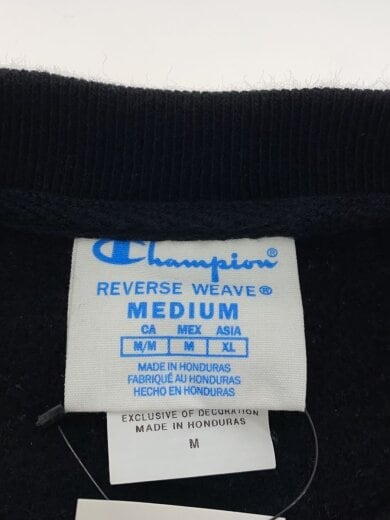 Champion®
REVERSE WEAVE®
MEDIUM
CA MEX ASIA
M/M M XL
MADE IN HONDURAS
FABRIQUÉ AU HONDURAS
HECHO EN HONDURAS
EXCLUSIVE OF DECORATION
MADE IN HONDURAS
M